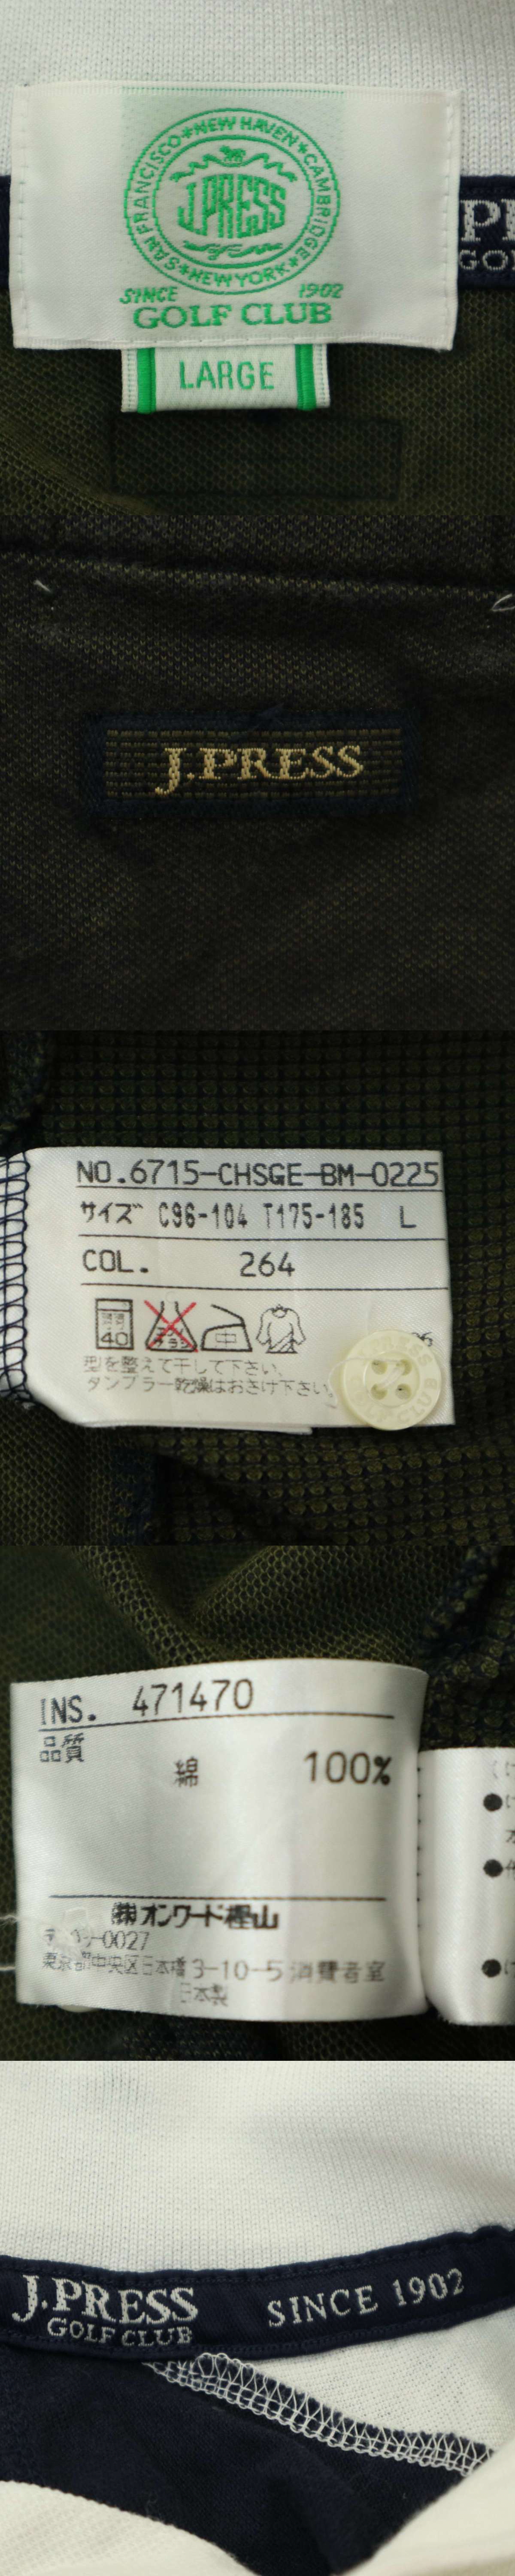 SAN FRANCISCO * NEW HAVEN * CAMBRIDGE * NEW YORK *
J.PRESS
SINCE 1902
GOLF CLUB
LARGE
J.PRESS
NO.6715-CHSGE-BM-0225
サイズ C96-104 T175-185 L
COL. 264
40
中
型を整えて干して下さい。
タンブラー乾燥はおさけ下さい。
GOLF CLUB
INS. 471470
品質
綿 100%
(株)オンワード樫山
-0027
東京都中央区日本橋3-10-5 消費者室
日本製
J.PRESS
GOLF CLUB
SINCE 1902